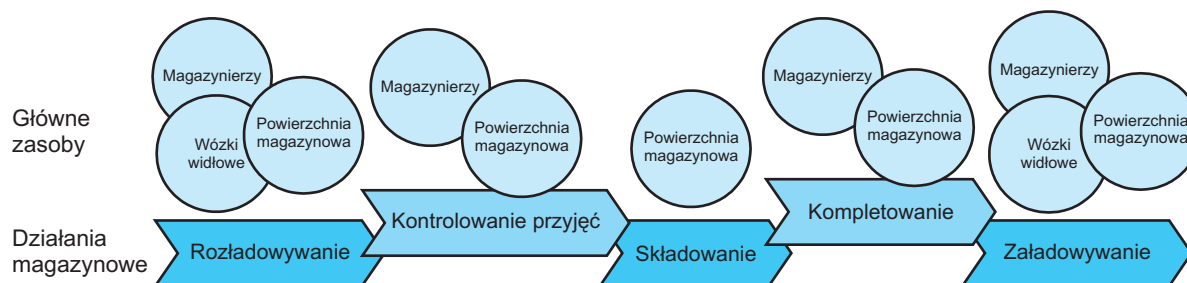 Główne
zasoby
Magazynierzy
Wózki
widłowe
Powierzchnia
magazynowa
Magazynierzy
Powierzchnia
magazynowa
Powierzchnia
magazynowa
Magazynierzy
Powierzchnia
magazynowa
Magazynierzy
Wózki
widłowe
Powierzchnia
magazynowa
Działania
magazynowe
Rozładowywanie
Kontrolowanie przyjęć
Składowanie
Kompletowanie
Załadowywanie